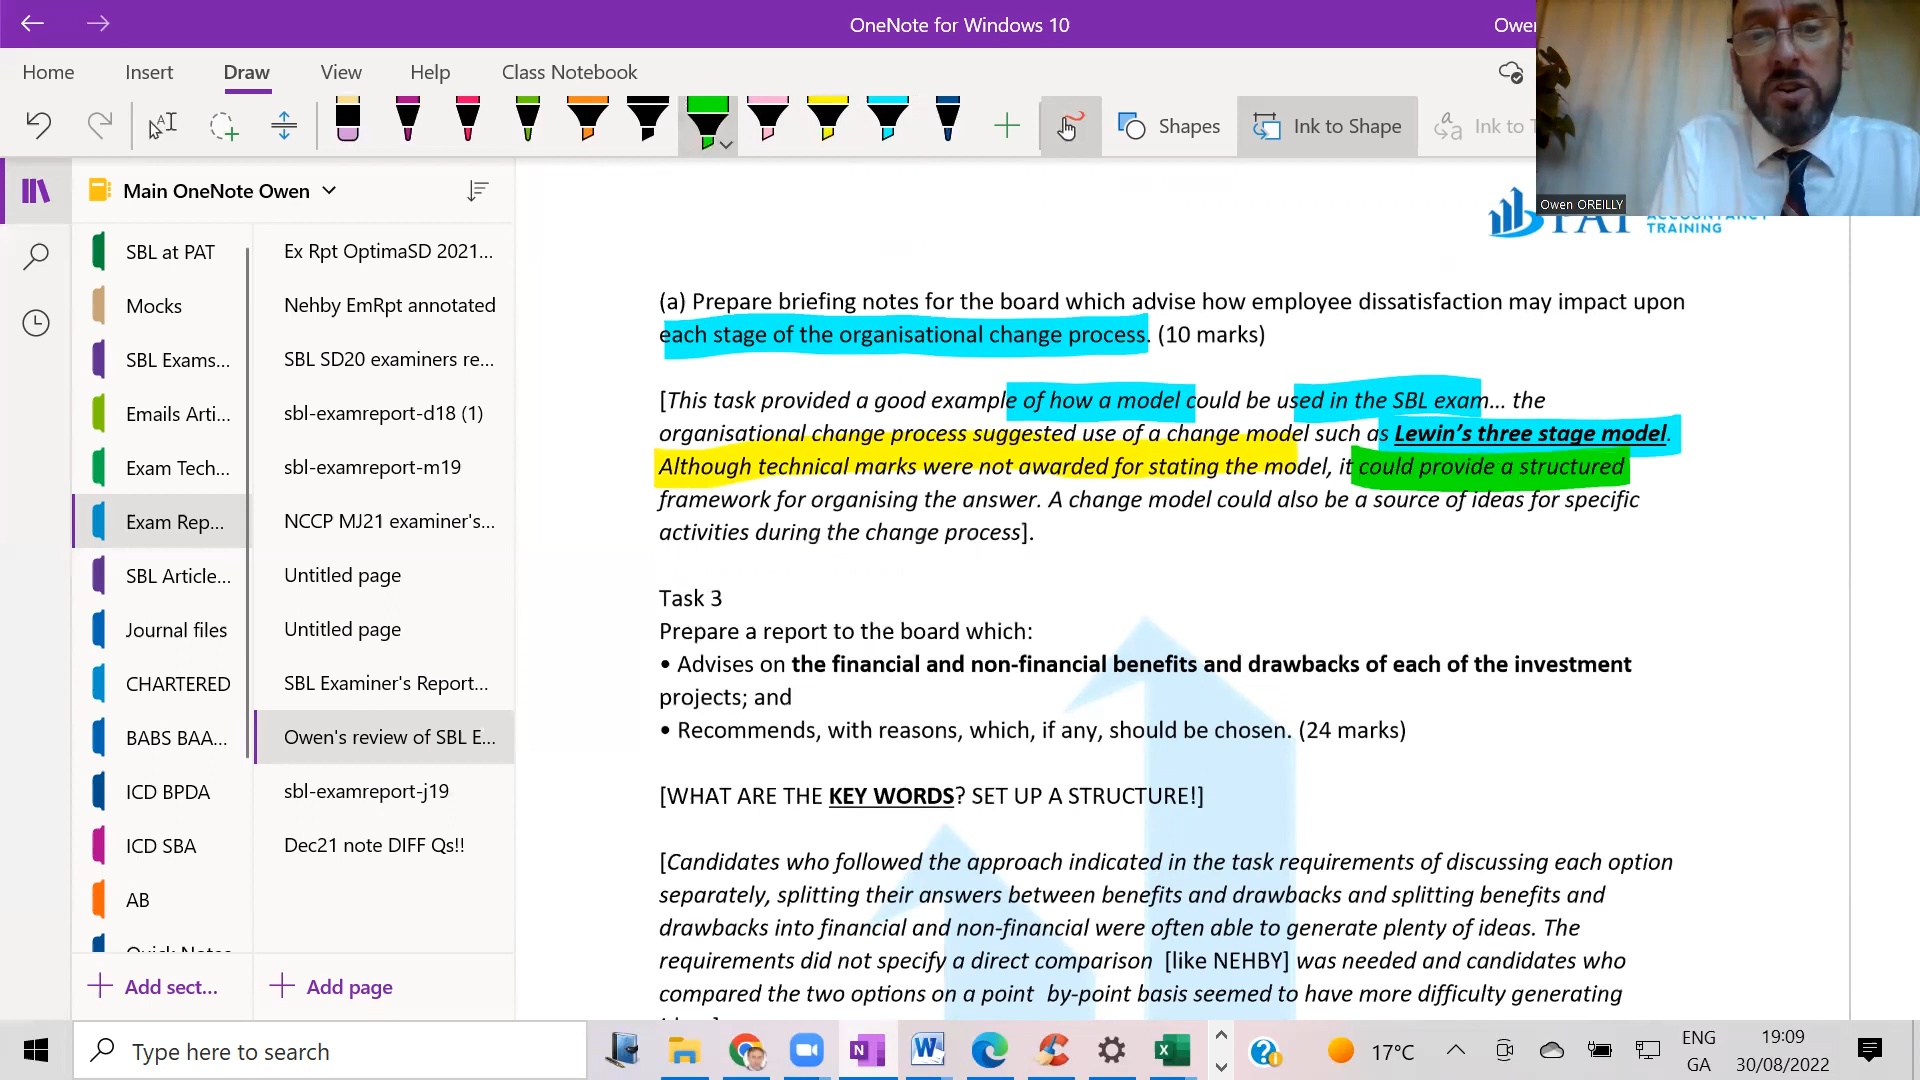 OneNote for Windows 10
Owen OREILLY
Home Insert Draw View Help Class Notebook
Shapes Ink to Shape Ink to
Main OneNote Owen
TRAINING
SBL at PAT
Mocks
SBL Exams...
Emails Arti...
Exam Tech...
Exam Rep...
SBL Article...
Journal files
CHARTERED
BABS BAA...
ICD BPDA
ICD SBA
AB
Quick Notes
Add sect...
Ex Rpt OptimaSD 2021...
Nehby EmRpt annotated
SBL SD20 examiners re...
sbl-examreport-d18 (1)
sbl-examreport-m19
NCCP MJ21 examiner's...
Untitled page
Untitled page
SBL Examiner's Report...
Owen's review of SBL E...
sbl-examreport-j19
Dec21 note DIFF Qs!!
Add page
(a) Prepare briefing notes for the board which advise how employee dissatisfaction may impact upon
each stage of the organisational change process. (10 marks)
[This task provided a good example of how a model could be used in the SBL exam… the
organisational change process suggested use of a change model such as Lewin's three stage model.
Although technical marks were not awarded for stating the model, it could provide a structured
framework for organising the answer. A change model could also be a source of ideas for specific
activities during the change process].
Task 3
Prepare a report to the board which:
• Advises on the financial and non-financial benefits and drawbacks of each of the investment
projects; and
• Recommends, with reasons, which, if any, should be chosen. (24 marks)
[WHAT ARE THE KEY WORDS? SET UP A STRUCTURE!]
[Candidates who followed the approach indicated in the task requirements of discussing each option
separately, splitting their answers between benefits and drawbacks and splitting benefits and
drawbacks into financial and non-financial were often able to generate plenty of ideas. The
requirements did not specify a direct comparison [like NEHBY] was needed and candidates who
compared the two options on a point by-point basis seemed to have more difficulty generating
Type here to search
17°C
ENG
GA
19:09
30/08/2022